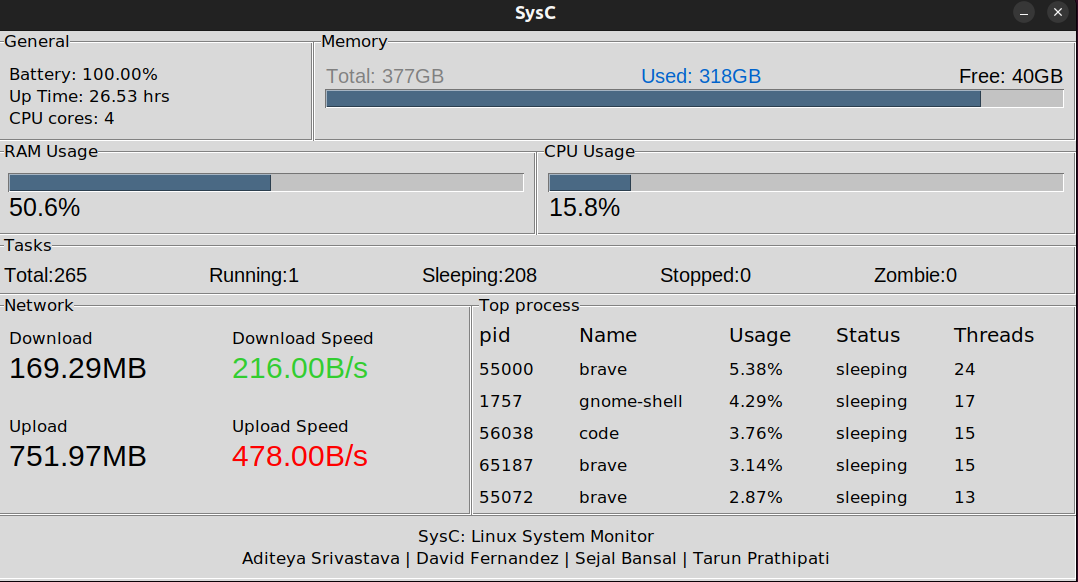 SysC
General
Battery: 100.00%
Up Time: 26.53 hrs
CPU cores: 4
Memory
Total: 377GB Used: 318GB Free: 40GB
RAM Usage
50.6%
CPU Usage
15.8%
Tasks
Total:265 Running:1 Sleeping:208 Stopped:0 Zombie:0
Network
Download Download Speed
169.29MB 216.00B/s
Upload Upload Speed
751.97MB 478.00B/s
Top process
pid Name Usage Status Threads
55000 brave 5.38% sleeping 24
1757 gnome-shell 4.29% sleeping 17
56038 code 3.76% sleeping 15
65187 brave 3.14% sleeping 15
55072 brave 2.87% sleeping 13
SysC: Linux System Monitor
Aditeya Srivastava | David Fernandez | Sejal Bansal | Tarun Prathipati